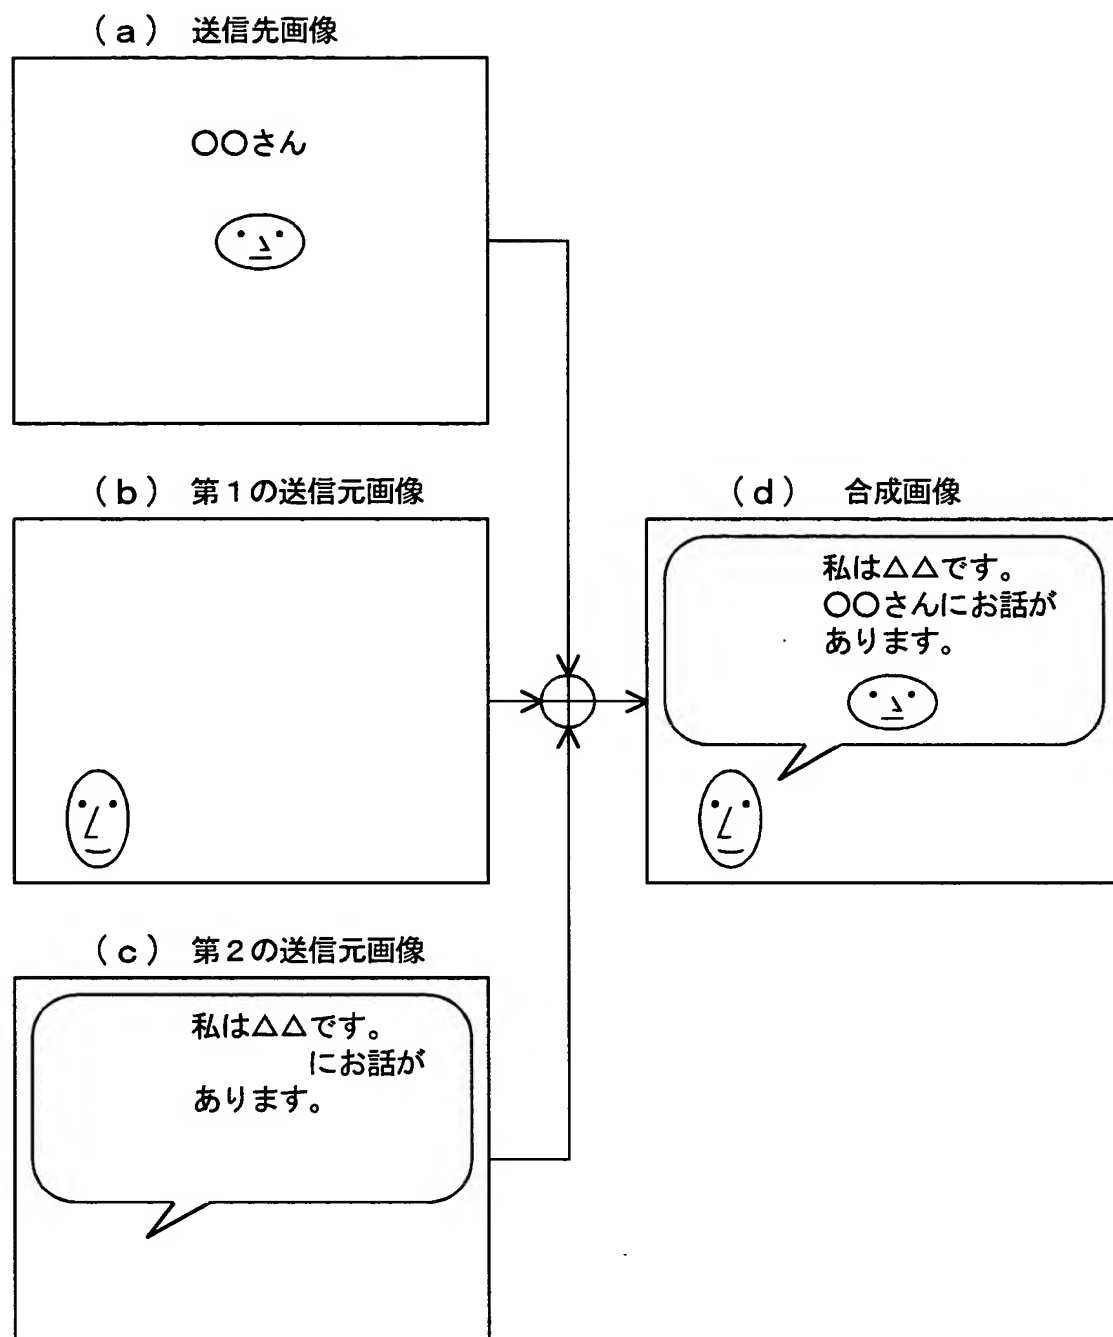 (a) 送信先画像
〇〇さん
(b) 第1の送信元画像
(c) 第2の送信元画像
私は△△です。
にお話が
あります。
(d) 合成画像
私は△△です。
〇〇さんにお話が
あります。